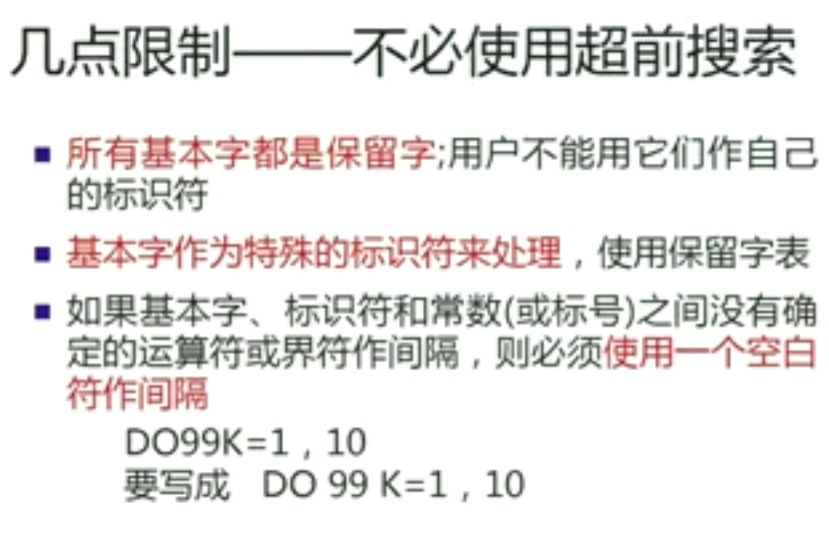 几点限制——不必使用超前搜索
所有基本字都是保留字;用户不能用它们作自己
的标识符
基本字作为特殊的标识符来处理，使用保留字表
如果基本字、标识符和常数(或标号)之间没有确
定的运算符或界符作间隔，则必须使用一个空白
符作间隔
DO99K=1，10
要写成 DO 99 K=1，10